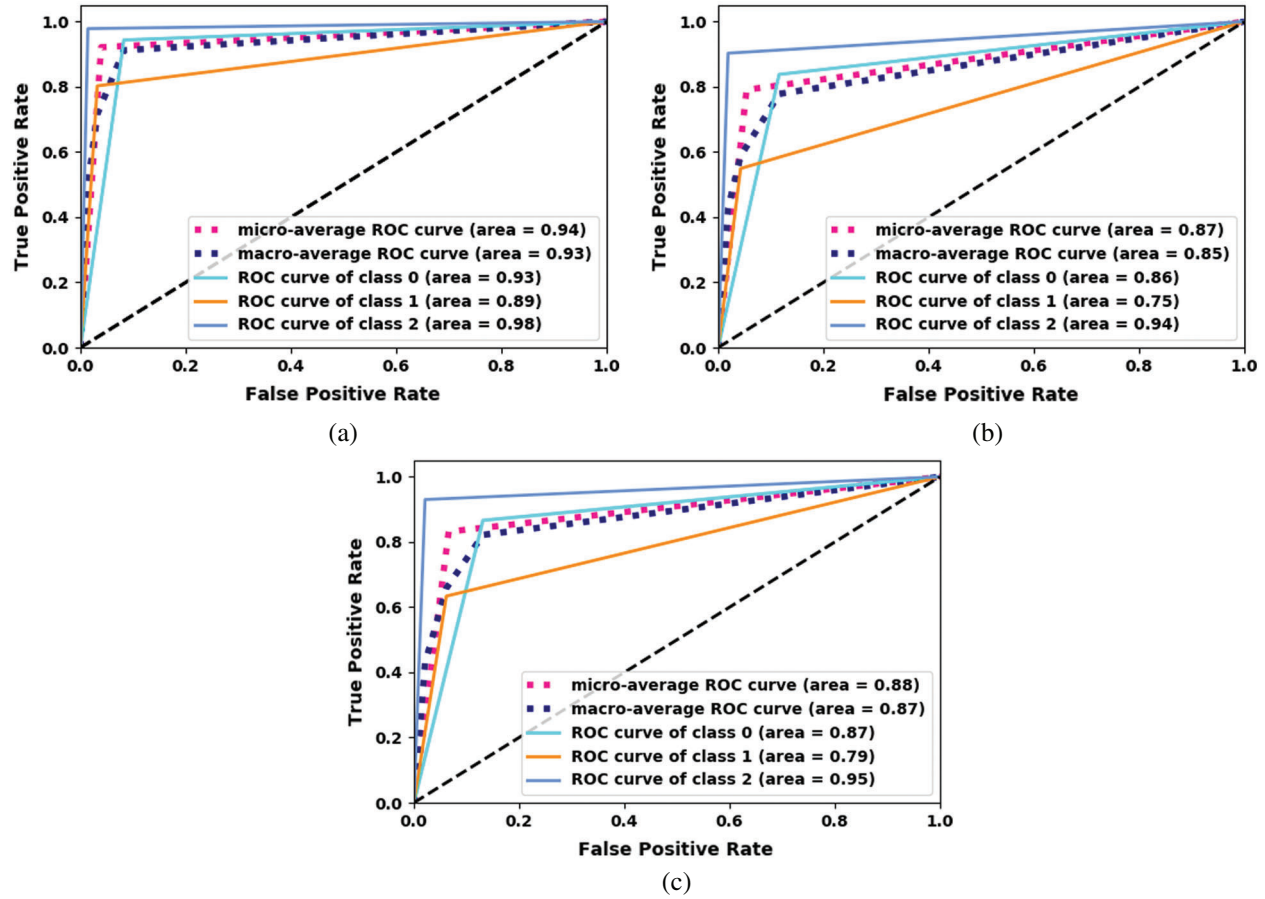 True Positive Rate
1.0
0.8
0.6
0.4
0.2
0.0
micro-average ROC curve (area = 0.94)
macro-average ROC curve (area = 0.93)
ROC curve of class 0 (area = 0.93)
ROC curve of class 1 (area = 0.89)
ROC curve of class 2 (area = 0.98)
0.0 0.2 0.4 0.6 0.8 1.0
False Positive Rate
(a)
True Positive Rate
1.0
0.8
0.6
0.4
0.2
0.0
micro-average ROC curve (area = 0.87)
macro-average ROC curve (area = 0.85)
ROC curve of class 0 (area = 0.86)
ROC curve of class 1 (area = 0.75)
ROC curve of class 2 (area = 0.94)
0.0 0.2 0.4 0.6 0.8 1.0
False Positive Rate
(b)
True Positive Rate
1.0
0.8
0.6
0.4
0.2
0.0
micro-average ROC curve (area = 0.88)
macro-average ROC curve (area = 0.87)
ROC curve of class 0 (area = 0.87)
ROC curve of class 1 (area = 0.79)
ROC curve of class 2 (area = 0.95)
0.0 0.2 0.4 0.6 0.8 1.0
False Positive Rate
(c)